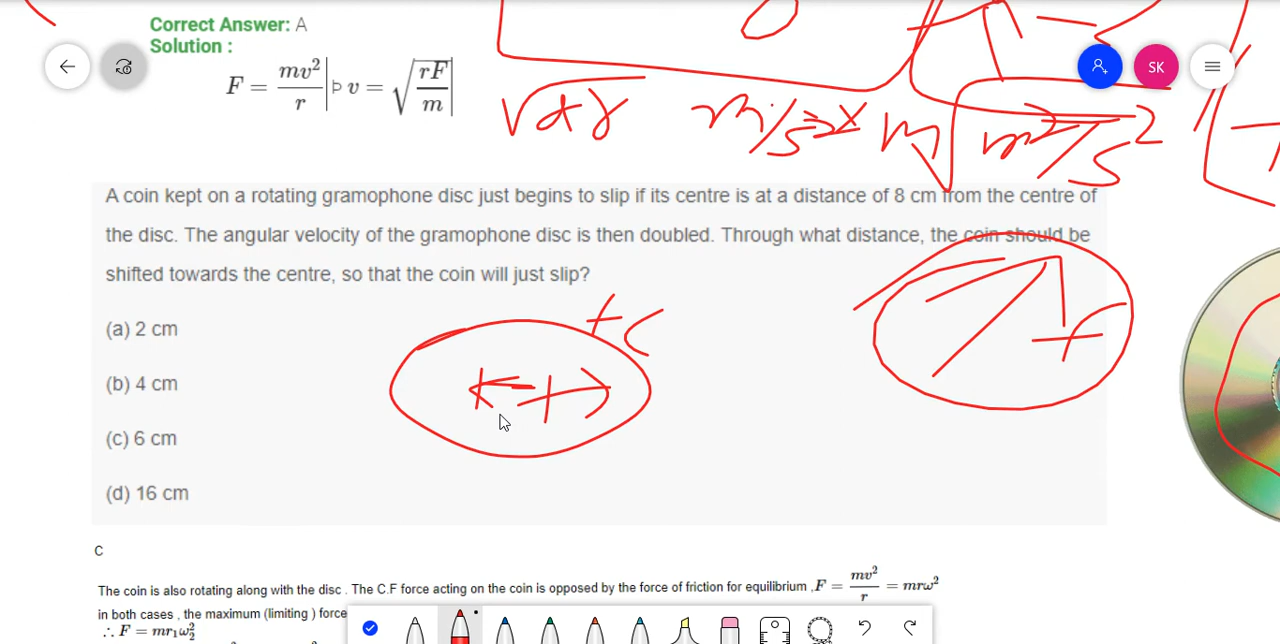 Correct Answer: A
Solution :
F = mv²/r | Þ v = √(rF/m) |
m/s² × m √m²/s²
SK
A coin kept on a rotating gramophone disc just begins to slip if its centre is at a distance of 8 cm from the centre of
the disc. The angular velocity of the gramophone disc is then doubled. Through what distance, the coin should be
shifted towards the centre, so that the coin will just slip?
(a) 2 cm
(b) 4 cm
(c) 6 cm
(d) 16 cm
C
The coin is also rotating along with the disc . The C.F force acting on the coin is opposed by the force of friction for equilibrium ,F = mv²/r = mrω²
in both cases , the maximum (limiting ) force
∴ F = mr₁ω₂²